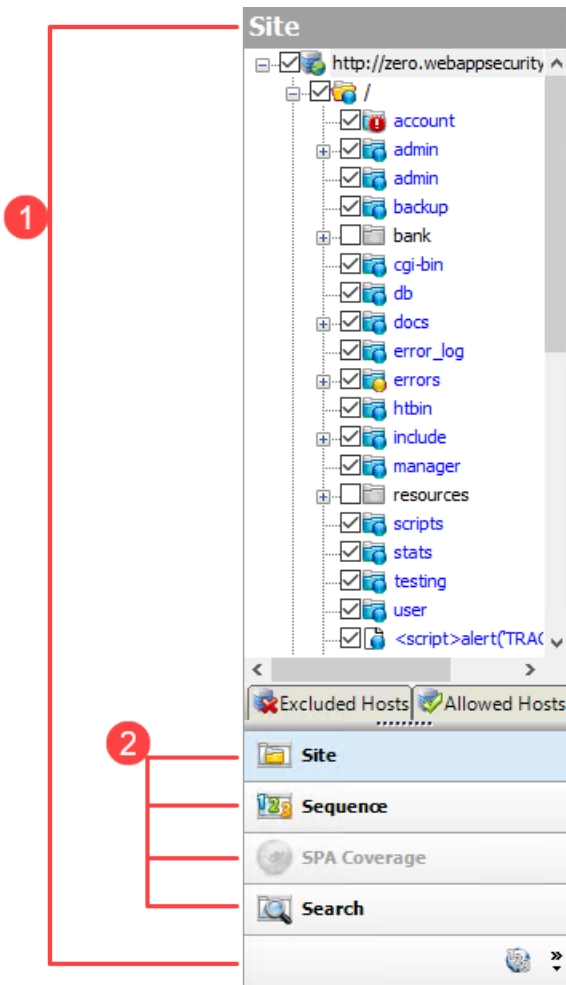 Site
http://zero.webappsecurity
/
account
admin
admin
backup
bank
cgi-bin
db
docs
error_log
errors
htbin
include
manager
resources
scripts
stats
testing
user
<script>alert('TRAC
1
Excluded Hosts Allowed Hosts
2
Site
123 Sequence
SPA Coverage
Search